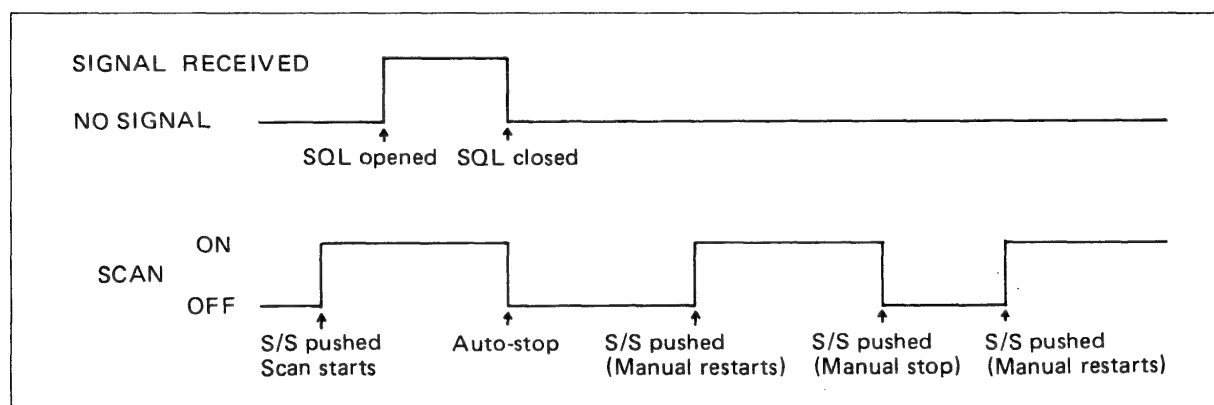 SIGNAL RECEIVED
NO SIGNAL
SQL opened SQL closed
ON
SCAN
OFF
S/S pushed Auto-stop S/S pushed S/S pushed S/S pushed
Scan starts (Manual restarts) (Manual stop) (Manual restarts)